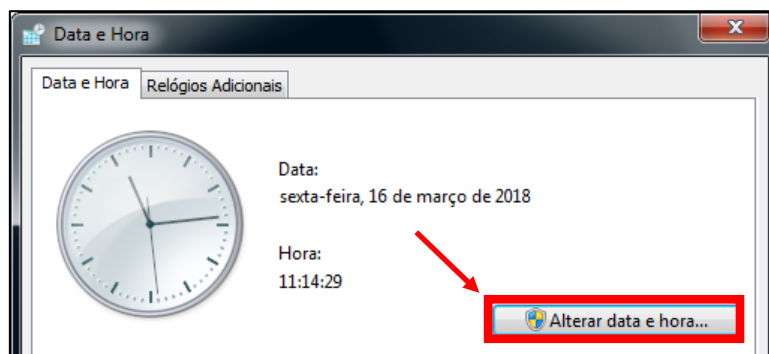 Data e Hora
Data e Hora
Relógios Adicionais
Data:
sexta-feira, 16 de março de 2018
Hora:
11:14:29
Alterar data e hora...